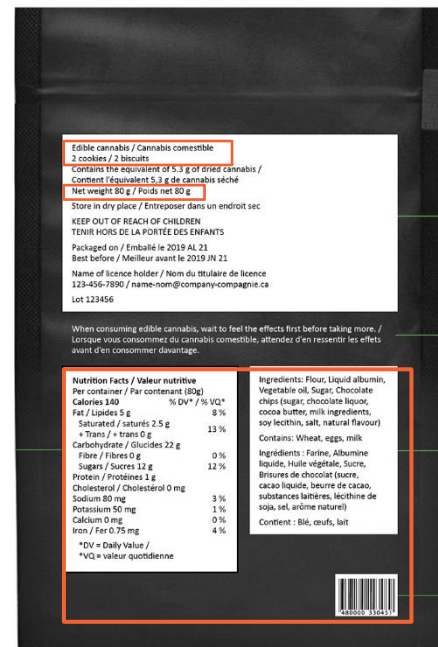 Edible cannabis / Cannabis comestible
2 cookies / 2 biscuits
Contains the equivalent of 5.3 g of dried cannabis /
Contient l'équivalent 5,3 g de cannabis séché
Net weight 80 g / Poids net 80 g
Store in dry place / Entreposer dans un endroit sec
KEEP OUT OF REACH OF CHILDREN
TENIR HORS DE LA PORTÉE DES ENFANTS
Packaged on / Emballé le 2019 AL 21
Best before / Meilleur avant le 2019 JN 21
Name of licence holder / Nom du titulaire de licence
123-456-7890 / name-nom@company-compagnie.ca
Lot 123456
When consuming edible cannabis, wait to feel the effects first before taking more. /
Lorsque vous consommez du cannabis comestible, attendez d'en ressentir les effets
avant d'en consommer davantage.
Nutrition Facts / Valeur nutritive
Per container / Par contenant (80g)
Calories 140 % DV* / % VQ*
Fat / Lipides 5 g 8 %
Saturated / saturés 2.5 g
+ Trans / + trans 0 g 13 %
Carbohydrate / Glucides 22 g
Fibre / Fibres 0 g 0 %
Sugars / Sucres 12 g 12 %
Protein / Protéines 1 g
Cholesterol / Cholestérol 0 mg
Sodium 80 mg 3 %
Potassium 50 mg 1 %
Calcium 0 mg 0 %
Iron / Fer 0.75 mg 4 %
*DV = Daily Value /
*VQ = valeur quotidienne
Ingredients: Flour, Liquid albumin,
Vegetable oil, Sugar, Chocolate
chips (sugar, chocolate liquor,
cocoa butter, milk ingredients,
soy lecithin, salt, natural flavour)
Contains: Wheat, eggs, milk
Ingrédients : Farine, Albumine
liquide, Huile végétale, Sucre,
Brisures de chocolat (sucre,
cacao liquide, beurre de cacao,
substances laitières, lécithine de
soja, sel, arôme naturel)
Contient : Blé, œufs, lait
480000 330451